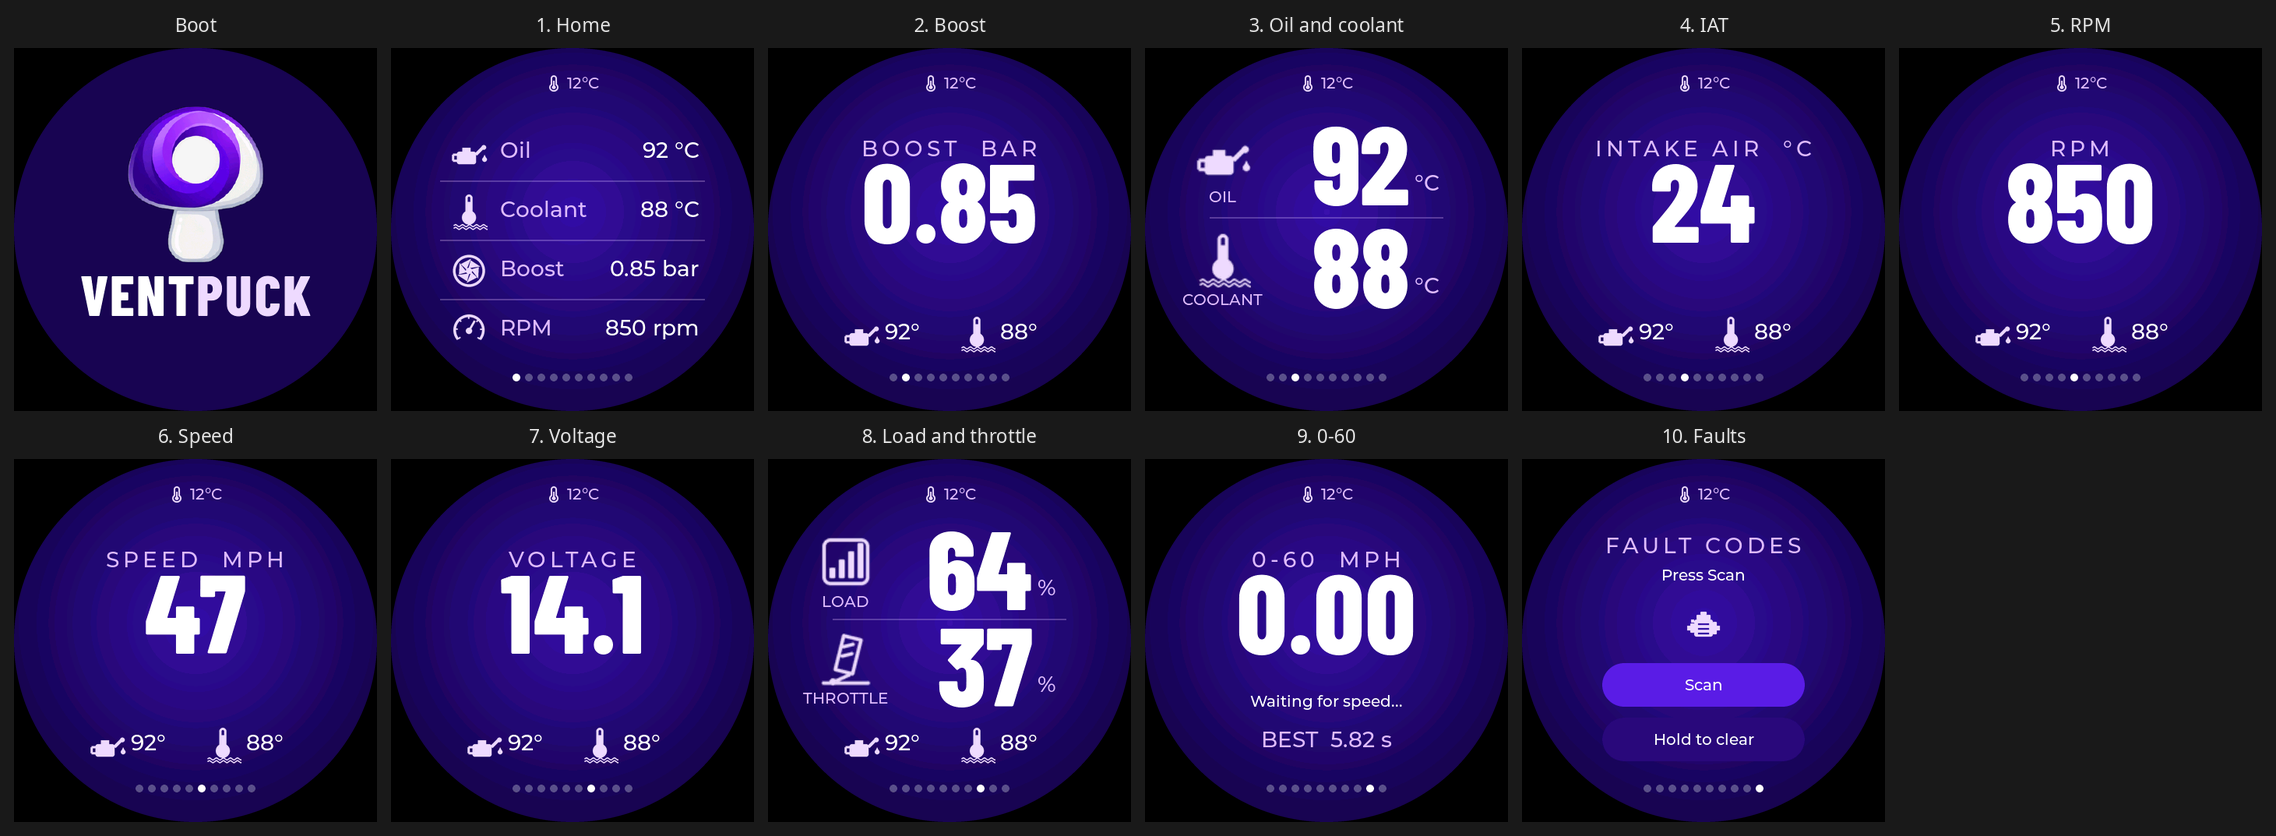 Boot
VENTPUCK
1. Home
12°C
Oil 92 °C
Coolant 88 °C
Boost 0.85 bar
RPM 850 rpm
2. Boost
12°C
BOOST BAR
0.85
92° 88°
3. Oil and coolant
12°C
OIL 92 °C
COOLANT 88 °C
4. IAT
12°C
INTAKE AIR °C
24
92° 88°
5. RPM
12°C
RPM
850
92° 88°
6. Speed
12°C
SPEED MPH
47
92° 88°
7. Voltage
12°C
VOLTAGE
14.1
92° 88°
8. Load and throttle
12°C
LOAD 64 %
THROTTLE 37 %
92° 88°
9. 0-60
12°C
0-60 MPH
0.00
Waiting for speed...
BEST 5.82 s
10. Faults
12°C
FAULT CODES
Press Scan
Scan
Hold to clear